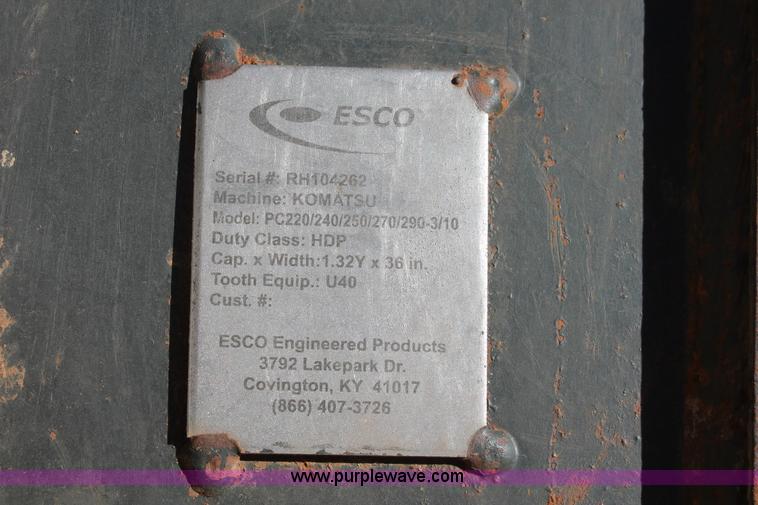 ESCO
Serial #: RH104262
Machine: KOMATSU
Model: PC220/240/250/270/290-3/10
Duty Class: HDP
Cap. x Width:1.32Y x 36 in.
Tooth Equip.: U40
Cust. #:
ESCO Engineered Products
3792 Lakepark Dr.
Covington, KY 41017
(866) 407-3726
www.purplewave.com